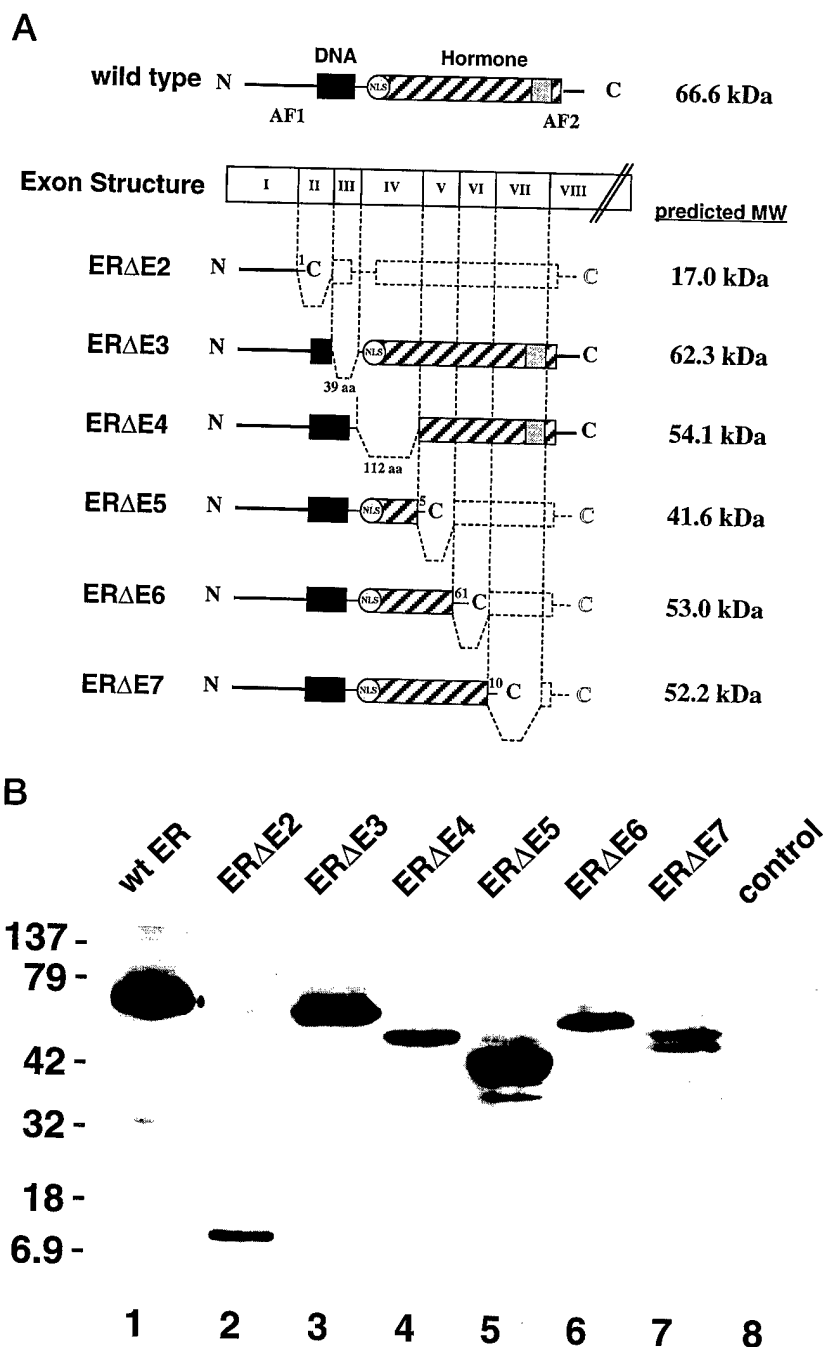 A
DNA Hormone
wild type N NLS C 66.6 kDa
AF1 AF2
Exon Structure I II III IV V VI VII VIII
predicted MW
ERΔE2 N 1 C C 17.0 kDa
ERΔE3 N NLS C 62.3 kDa
39 aa
ERΔE4 N C 54.1 kDa
112 aa
ERΔE5 N NLS 5 C C 41.6 kDa
ERΔE6 N NLS 61 C C 53.0 kDa
ERΔE7 N NLS 10 C C 52.2 kDa
B
wt ER ERΔE2 ERΔE3 ERΔE4 ERΔE5 ERΔE6 ERΔE7 control
137 -
79 -
42 -
32 -
18 -
6.9 -
1 2 3 4 5 6 7 8